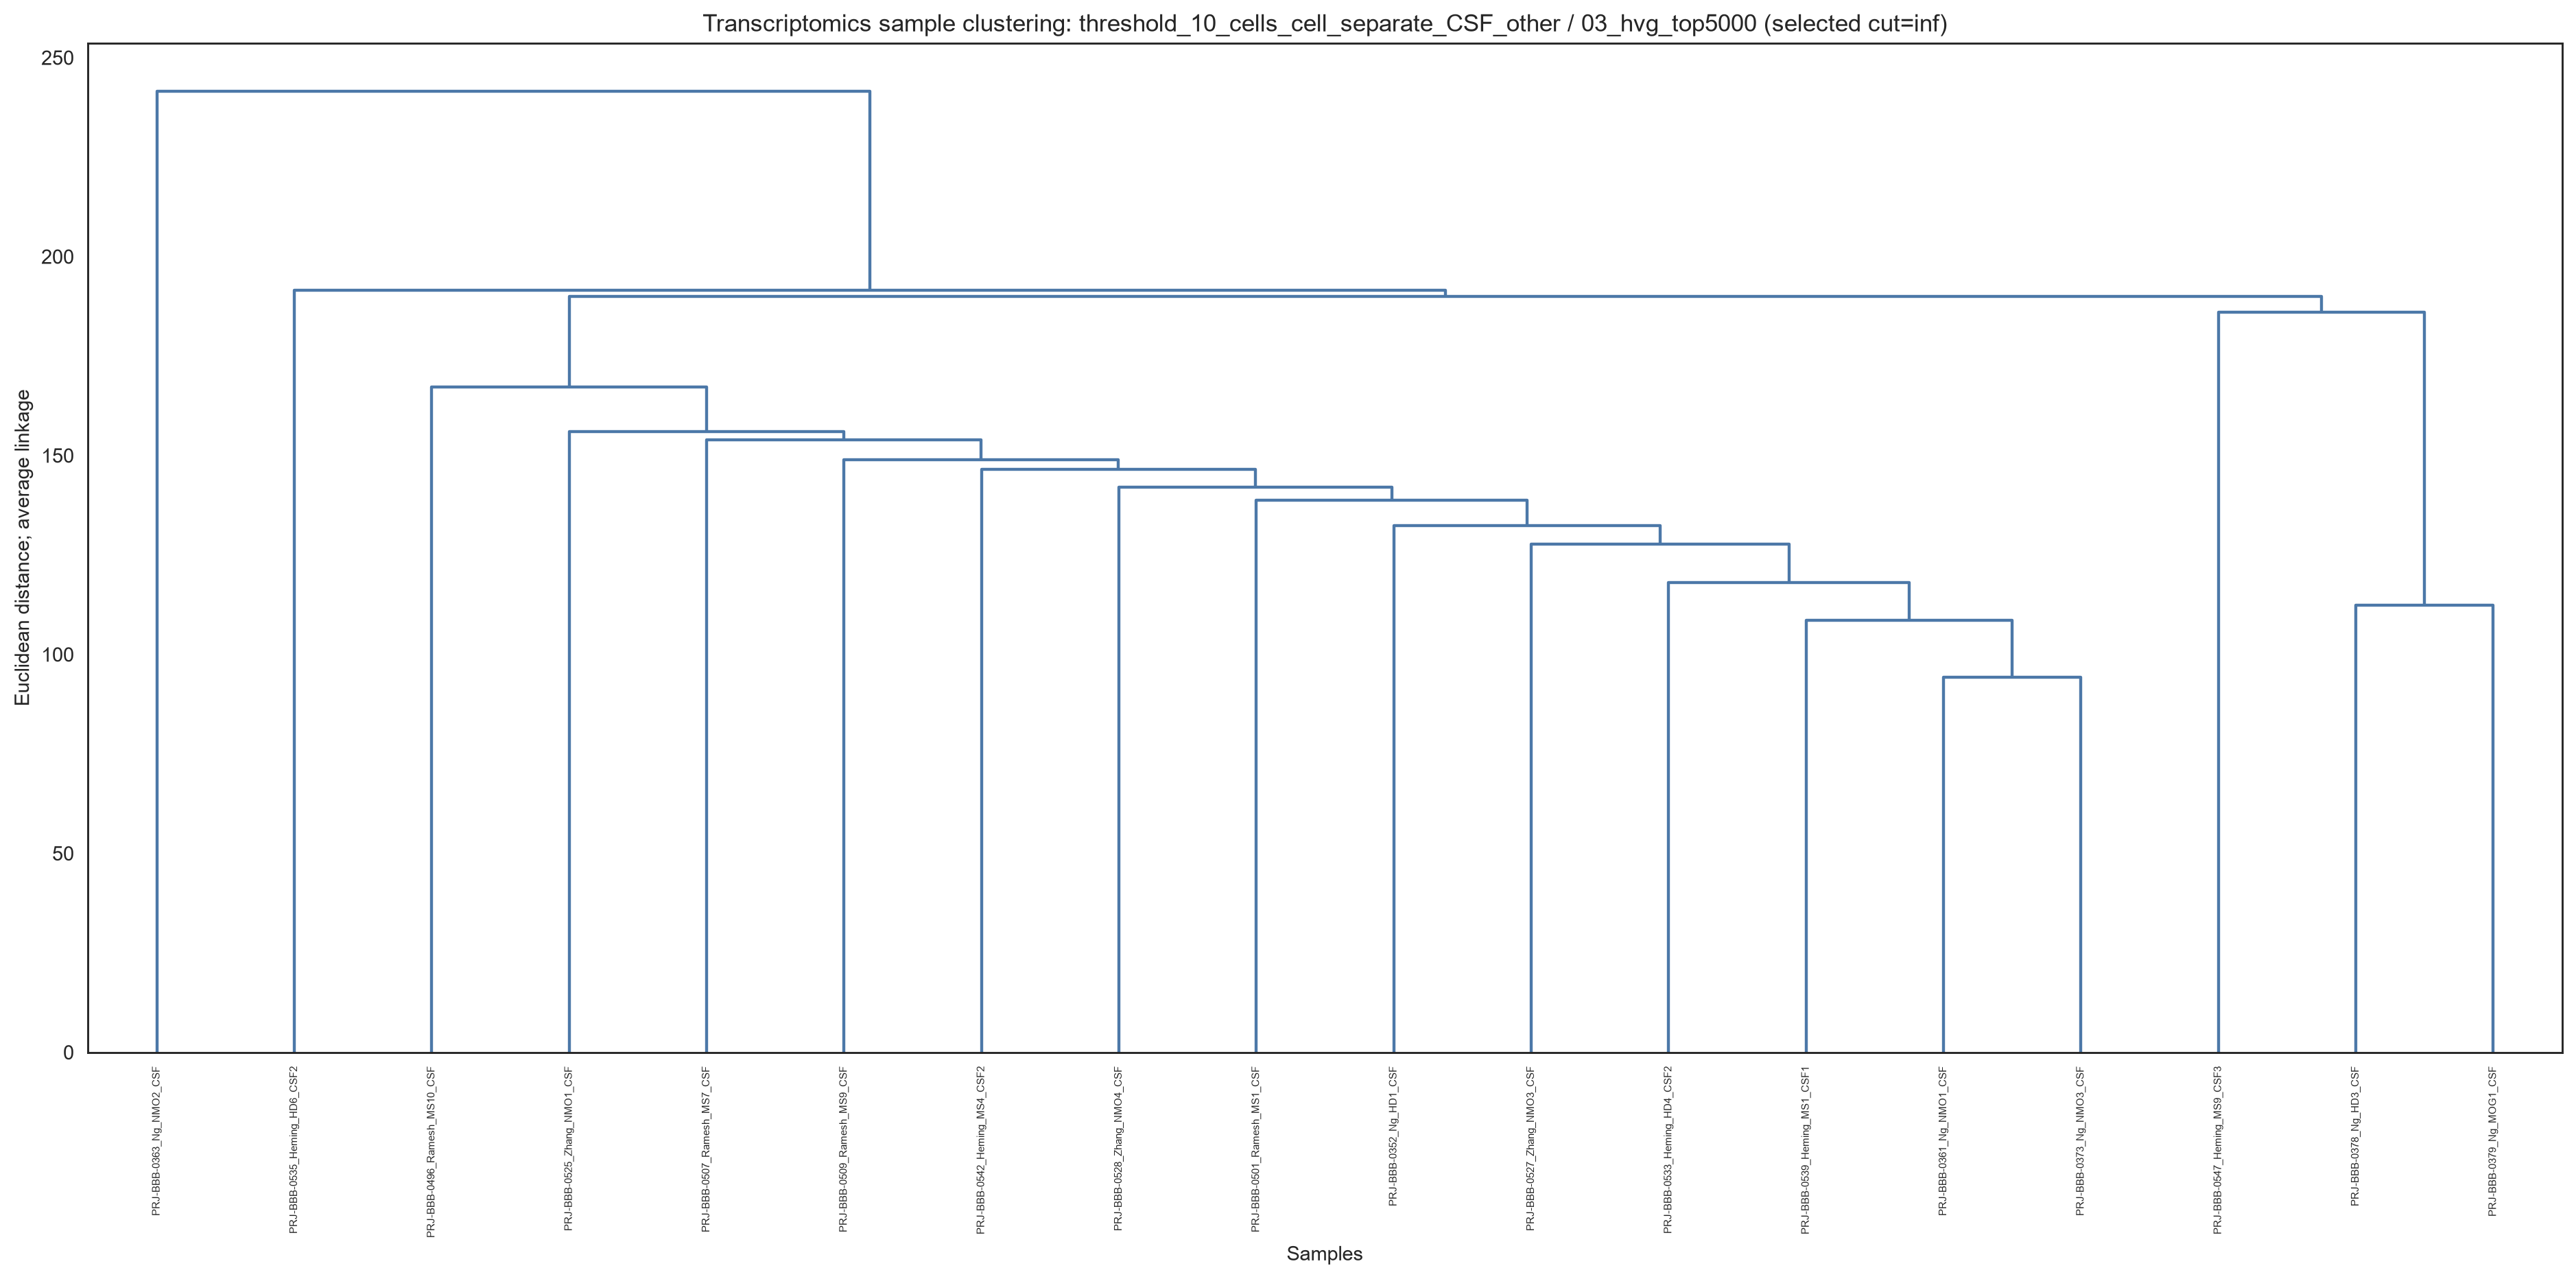 Transcriptomics sample clustering: threshold_10_cells_cell_separate_CSF_other / 03_hvg_top5000 (selected cut=inf)
Euclidean distance; average linkage
250
200
150
100
50
0
PRJ-BBB-0363_Ng_NMO2_CSF
PRJ-BBB-0535_Heming_HD6_CSF2
PRJ-BBB-0496_Ramesh_MS10_CSF
PRJ-BBB-0525_Zhang_NMO1_CSF
PRJ-BBB-0507_Ramesh_MS7_CSF
PRJ-BBB-0509_Ramesh_MS9_CSF
PRJ-BBB-0542_Heming_MS4_CSF2
PRJ-BBB-0528_Zhang_NMO4_CSF
PRJ-BBB-0501_Ramesh_MS1_CSF
PRJ-BBB-0352_Ng_HD1_CSF
PRJ-BBB-0527_Zhang_NMO3_CSF
PRJ-BBB-0533_Heming_HD4_CSF2
PRJ-BBB-0539_Heming_MS1_CSF1
PRJ-BBB-0361_Ng_NMO1_CSF
PRJ-BBB-0373_Ng_NMO3_CSF
PRJ-BBB-0547_Heming_MS9_CSF3
PRJ-BBB-0378_Ng_HD3_CSF
PRJ-BBB-0379_Ng_MOG1_CSF
Samples